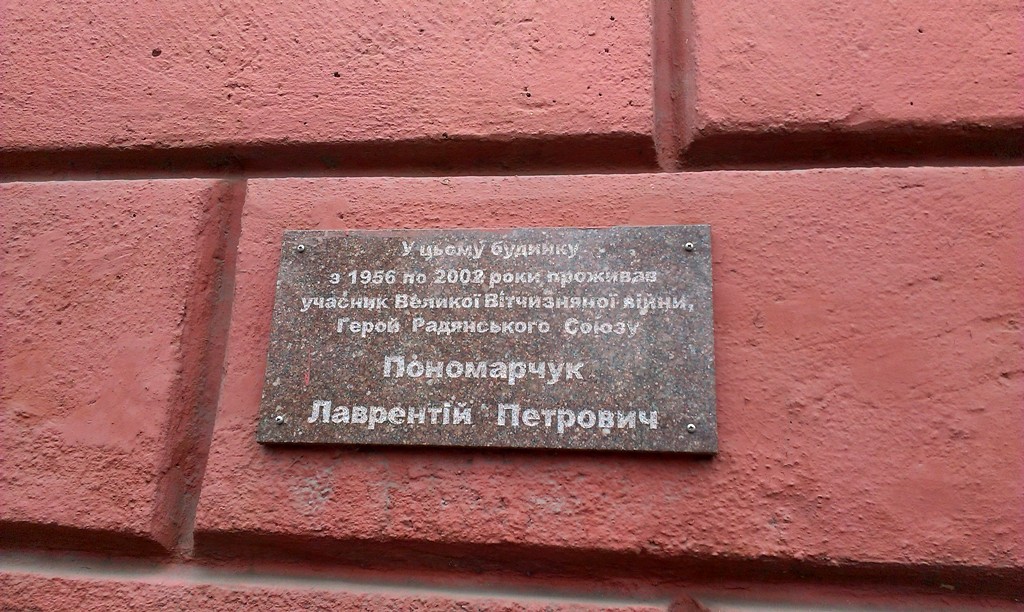 У цьому будинку
з 1956 по 2002 роки проживав
учасник Великої Вітчизняної війни,
Герой Радянського Союзу
Пономарчук
Лаврентій Петрович